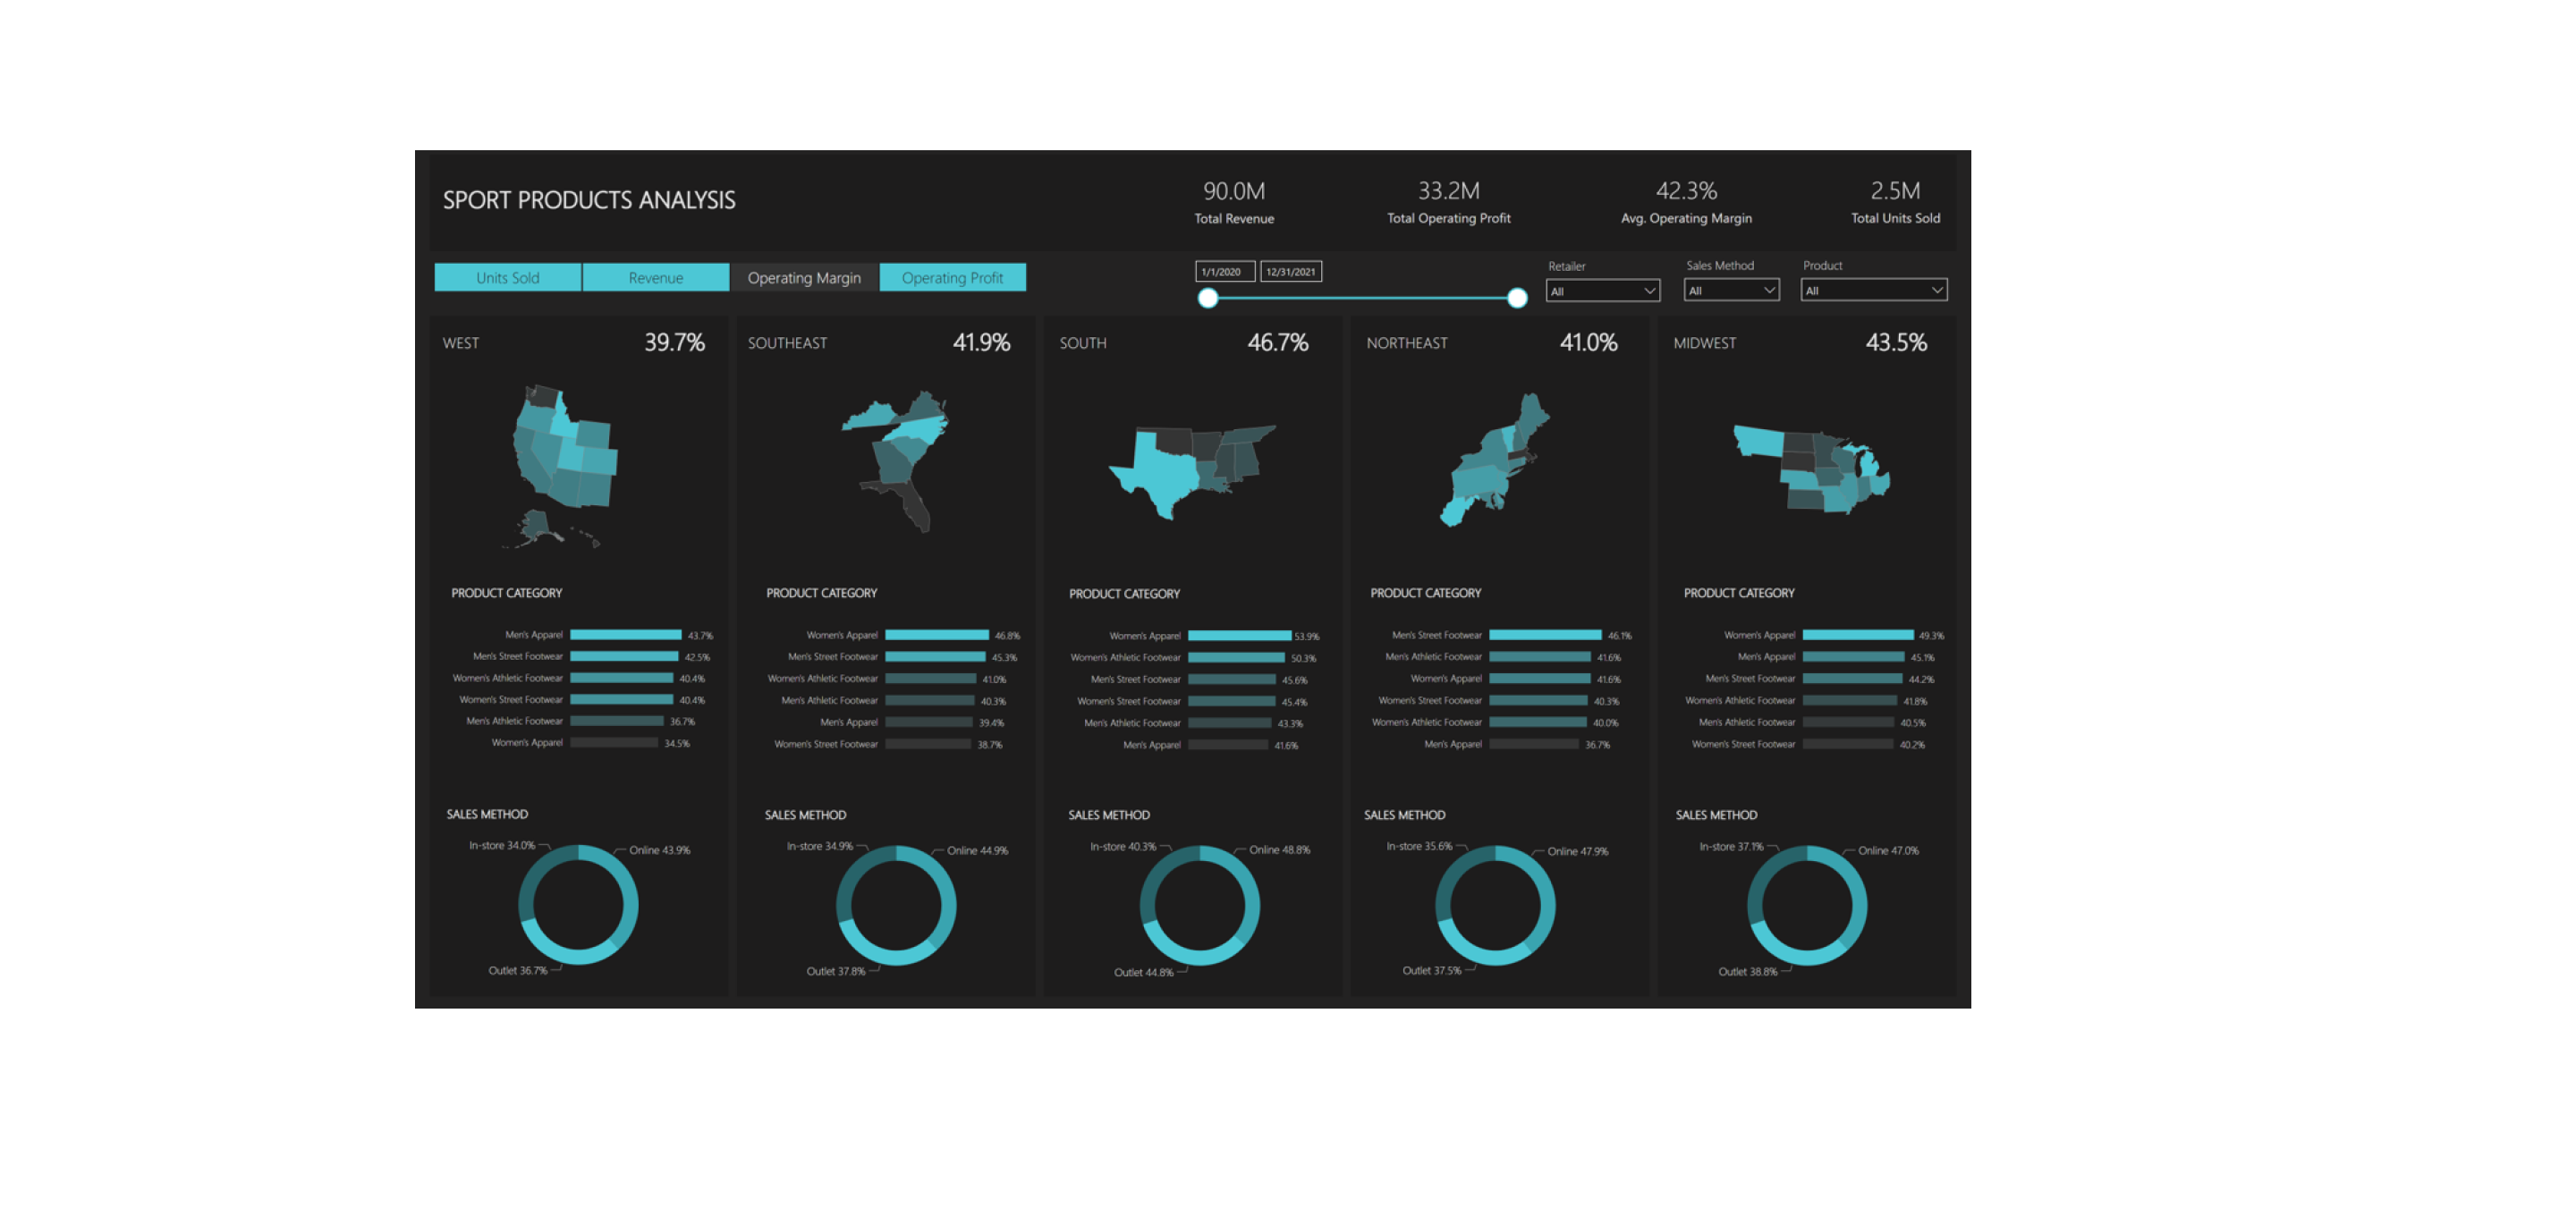 SPORT PRODUCTS ANALYSIS
90.0M
Total Revenue
33.2M
Total Operating Profit
42.3%
Avg. Operating Margin
2.5M
Total Units Sold
Units Sold
Revenue
Operating Margin
Operating Profit
1/1/2020
12/31/2021
Retailer
All
Sales Method
All
Product
All
WEST 39.7%
PRODUCT CATEGORY
Men's Apparel 43.7%
Men's Street Footwear 42.5%
Women's Athletic Footwear 40.4%
Women's Street Footwear 40.4%
Men's Athletic Footwear 36.7%
Women's Apparel 34.5%
SALES METHOD
In-store 34.0%
Online 43.9%
Outlet 36.7%
SOUTHEAST 41.9%
PRODUCT CATEGORY
Women's Apparel 46.8%
Men's Street Footwear 45.3%
Women's Athletic Footwear 41.0%
Men's Athletic Footwear 40.3%
Men's Apparel 39.4%
Women's Street Footwear 38.7%
SALES METHOD
In-store 34.9%
Online 44.9%
Outlet 37.8%
SOUTH 46.7%
PRODUCT CATEGORY
Women's Apparel 53.9%
Women's Athletic Footwear 50.3%
Men's Street Footwear 45.6%
Women's Street Footwear 45.4%
Men's Athletic Footwear 43.3%
Men's Apparel 41.6%
SALES METHOD
In-store 40.3%
Online 48.8%
Outlet 44.8%
NORTHEAST 41.0%
PRODUCT CATEGORY
Men's Street Footwear 46.1%
Men's Athletic Footwear 41.6%
Women's Apparel 41.6%
Women's Street Footwear 40.3%
Women's Athletic Footwear 40.0%
Men's Apparel 36.7%
SALES METHOD
In-store 35.6%
Online 47.9%
Outlet 37.5%
MIDWEST 43.5%
PRODUCT CATEGORY
Women's Apparel 49.3%
Men's Apparel 45.1%
Men's Street Footwear 44.2%
Women's Athletic Footwear 41.8%
Men's Athletic Footwear 40.5%
Women's Street Footwear 40.2%
SALES METHOD
In-store 37.1%
Online 47.0%
Outlet 38.8%